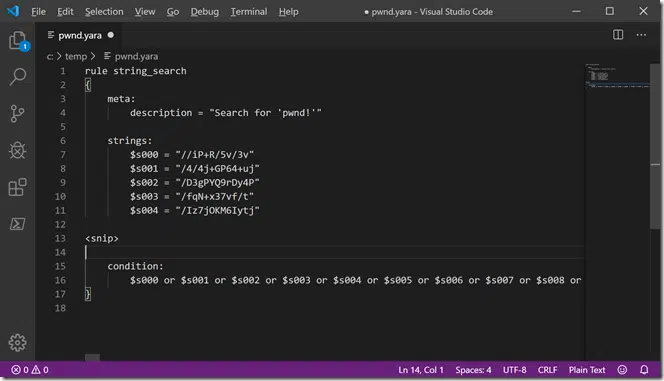 File Edit Selection View Go Debug Terminal Help ● pwnd.yara - Visual Studio Code
pwnd.yara ●
1
c: > temp > pwnd.yara
1 rule string_search
2 {
3 meta:
4 description = "Search for 'pwnd!'"
5
6 strings:
7 $s000 = "//iP+R/5v/3v"
8 $s001 = "/4/4j+GP64+uj"
9 $s002 = "/D3gPYQ9rDy4P"
10 $s003 = "/fqN+x37vf/t"
11 $s004 = "/Iz7jOKM6Iytj"
12
13 <snip>
14
15 condition:
16 $s000 or $s001 or $s002 or $s003 or $s004 or $s005 or $s006 or $s007 or $s008 or
17 }
18
0 0 Ln 14, Col 1 Spaces: 4 UTF-8 CRLF Plain Text